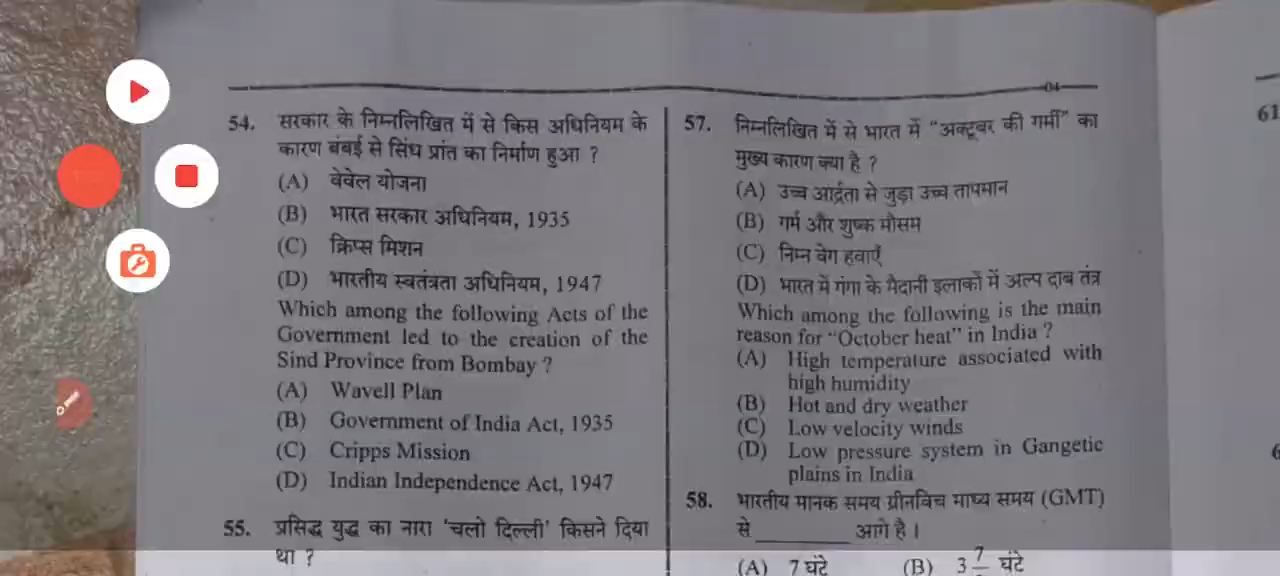 54. सरकार के निम्नलिखित में से किस अधिनियम के
कारण बंबई से सिंध प्रांत का निर्माण हुआ ?
(A) वेवेल योजना
(B) भारत सरकार अधिनियम, 1935
(C) क्रिप्स मिशन
(D) भारतीय स्वतंत्रता अधिनियम, 1947
Which among the following Acts of the
Government led to the creation of the
Sind Province from Bombay ?
(A) Wavell Plan
(B) Government of India Act, 1935
(C) Cripps Mission
(D) Indian Independence Act, 1947
55. प्रसिद्ध युद्ध का नारा 'चलो दिल्ली' किसने दिया
था ?
57. निम्नलिखित में से भारत में "अक्टूबर की गर्मी" का
मुख्य कारण क्या है ?
(A) उच्च आर्द्रता से जुड़ा उच्च तापमान
(B) गर्म और शुष्क मौसम
(C) निम्न वेग हवाएँ
(D) भारत में गंगा के मैदानी इलाकों में अल्प दाब तंत्र
Which among the following is the main
reason for "October heat" in India ?
(A) High temperature associated with
high humidity
(B) Hot and dry weather
(C) Low velocity winds
(D) Low pressure system in Gangetic
plains in India
58. भारतीय मानक समय ग्रीनविच माध्य समय (GMT)
से ________ आगे है ।
(A) 7 घंटे (B) 3 7 घंटे
61